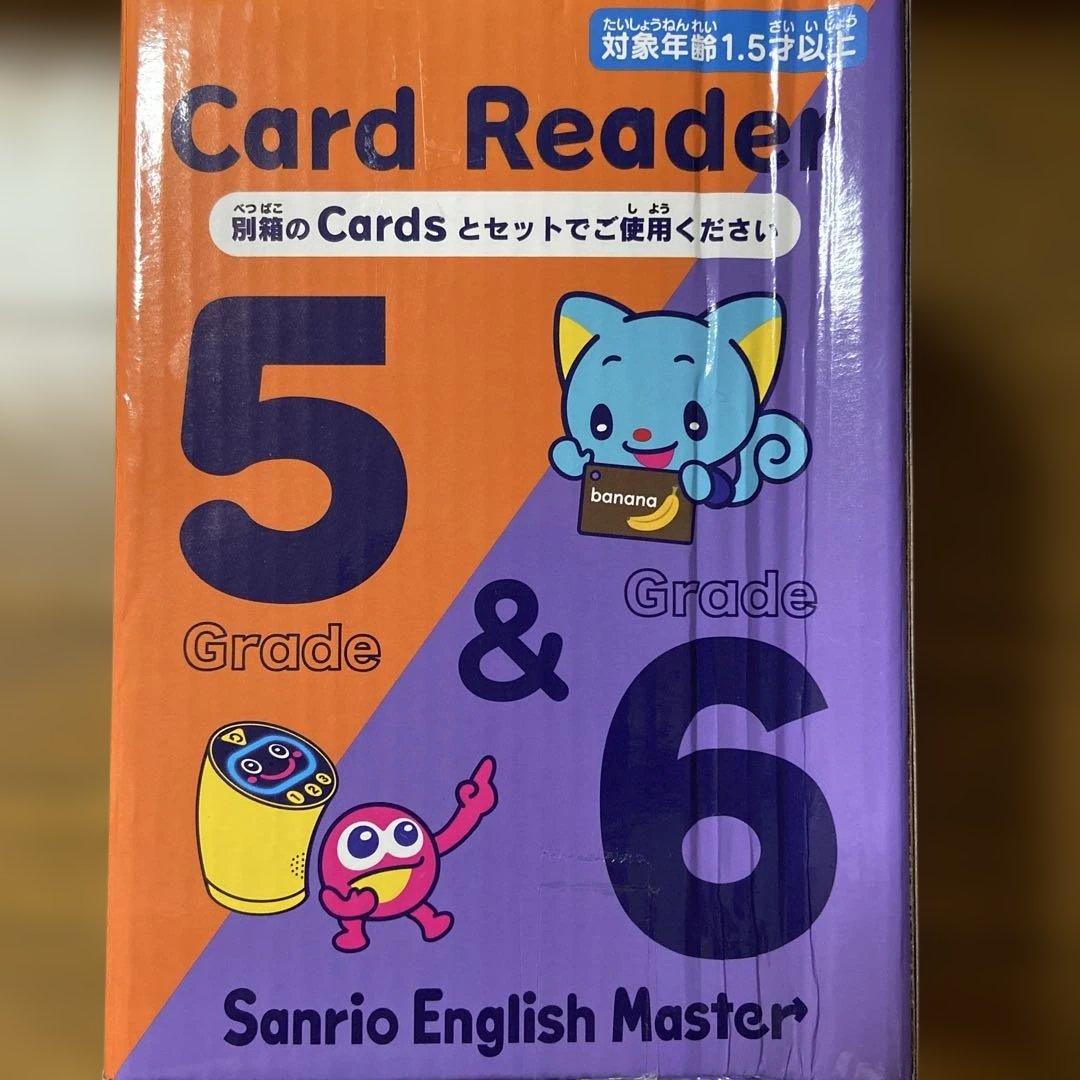 たいしょうねんれい さいいじょう
対象年齢1.5才以上
Card Reader
べつばこ しよう
別箱のCardsとセットでご使用ください
5
Grade
banana
&
Grade
6
1 2 3
Sanrio English Master